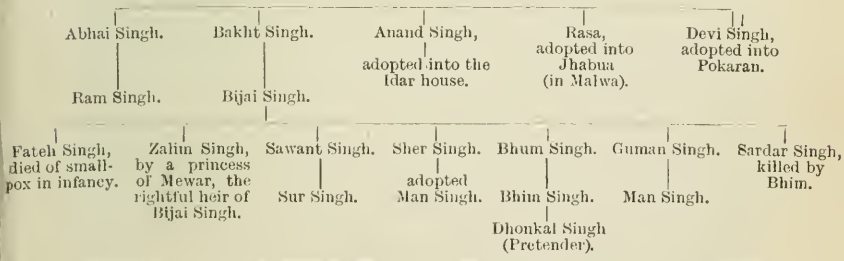 Abhai Singh. Bakht Singh. Anand Singh, Rasa, Devi Singh,
adopted into the adopted into adopted into
Idar house. Jhabua Pokaran.
(in Malwa).
Ram Singh. Bijai Singh.
Fateh Singh, Zalim Singh, Sawant Singh. Sher Singh. Bhum Singh. Guman Singh. Sardar Singh,
died of small- by a princess killed by
pox in infancy. of Mewar, the Sur Singh. adopted Bhim Singh. Man Singh. Bhim.
rightful heir of Man Singh.
Bijai Singh. Dhonkal Singh
(Pretender).